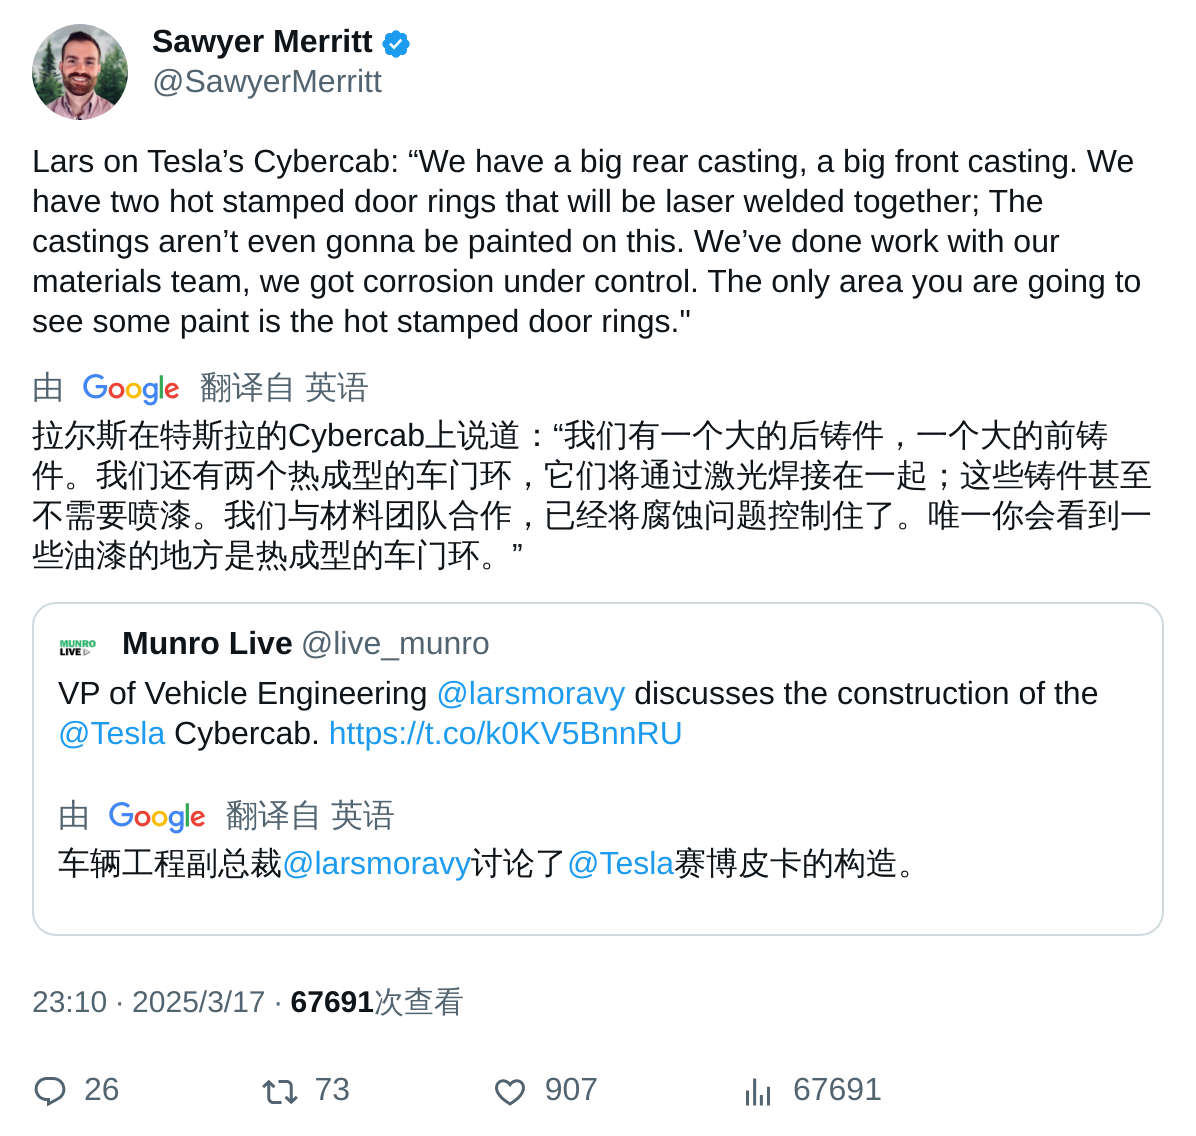 Sawyer Merritt
@SawyerMerritt
Lars on Tesla’s Cybercab: “We have a big rear casting, a big front casting. We
have two hot stamped door rings that will be laser welded together; The
castings aren’t even gonna be painted on this. We’ve done work with our
materials team, we got corrosion under control. The only area you are going to
see some paint is the hot stamped door rings."
由 Google 翻译自 英语
拉尔斯在特斯拉的Cybercab上说道：“我们有一个大的后铸件，一个大的前铸
件。我们还有两个热成型的车门环，它们将通过激光焊接在一起；这些铸件甚至
不需要喷漆。我们与材料团队合作，已经将腐蚀问题控制住了。唯一你会看到一
些油漆的地方是热成型的车门环。”
MUNRO
LIVE
Munro Live @live_munro
VP of Vehicle Engineering @larsmoravy discusses the construction of the
@Tesla Cybercab. https://t.co/k0KV5BnnRU
由 Google 翻译自 英语
车辆工程副总裁@larsmoravy讨论了@Tesla赛博皮卡的构造。
23:10 · 2025/3/17 · 67691次查看
26 73 907 67691